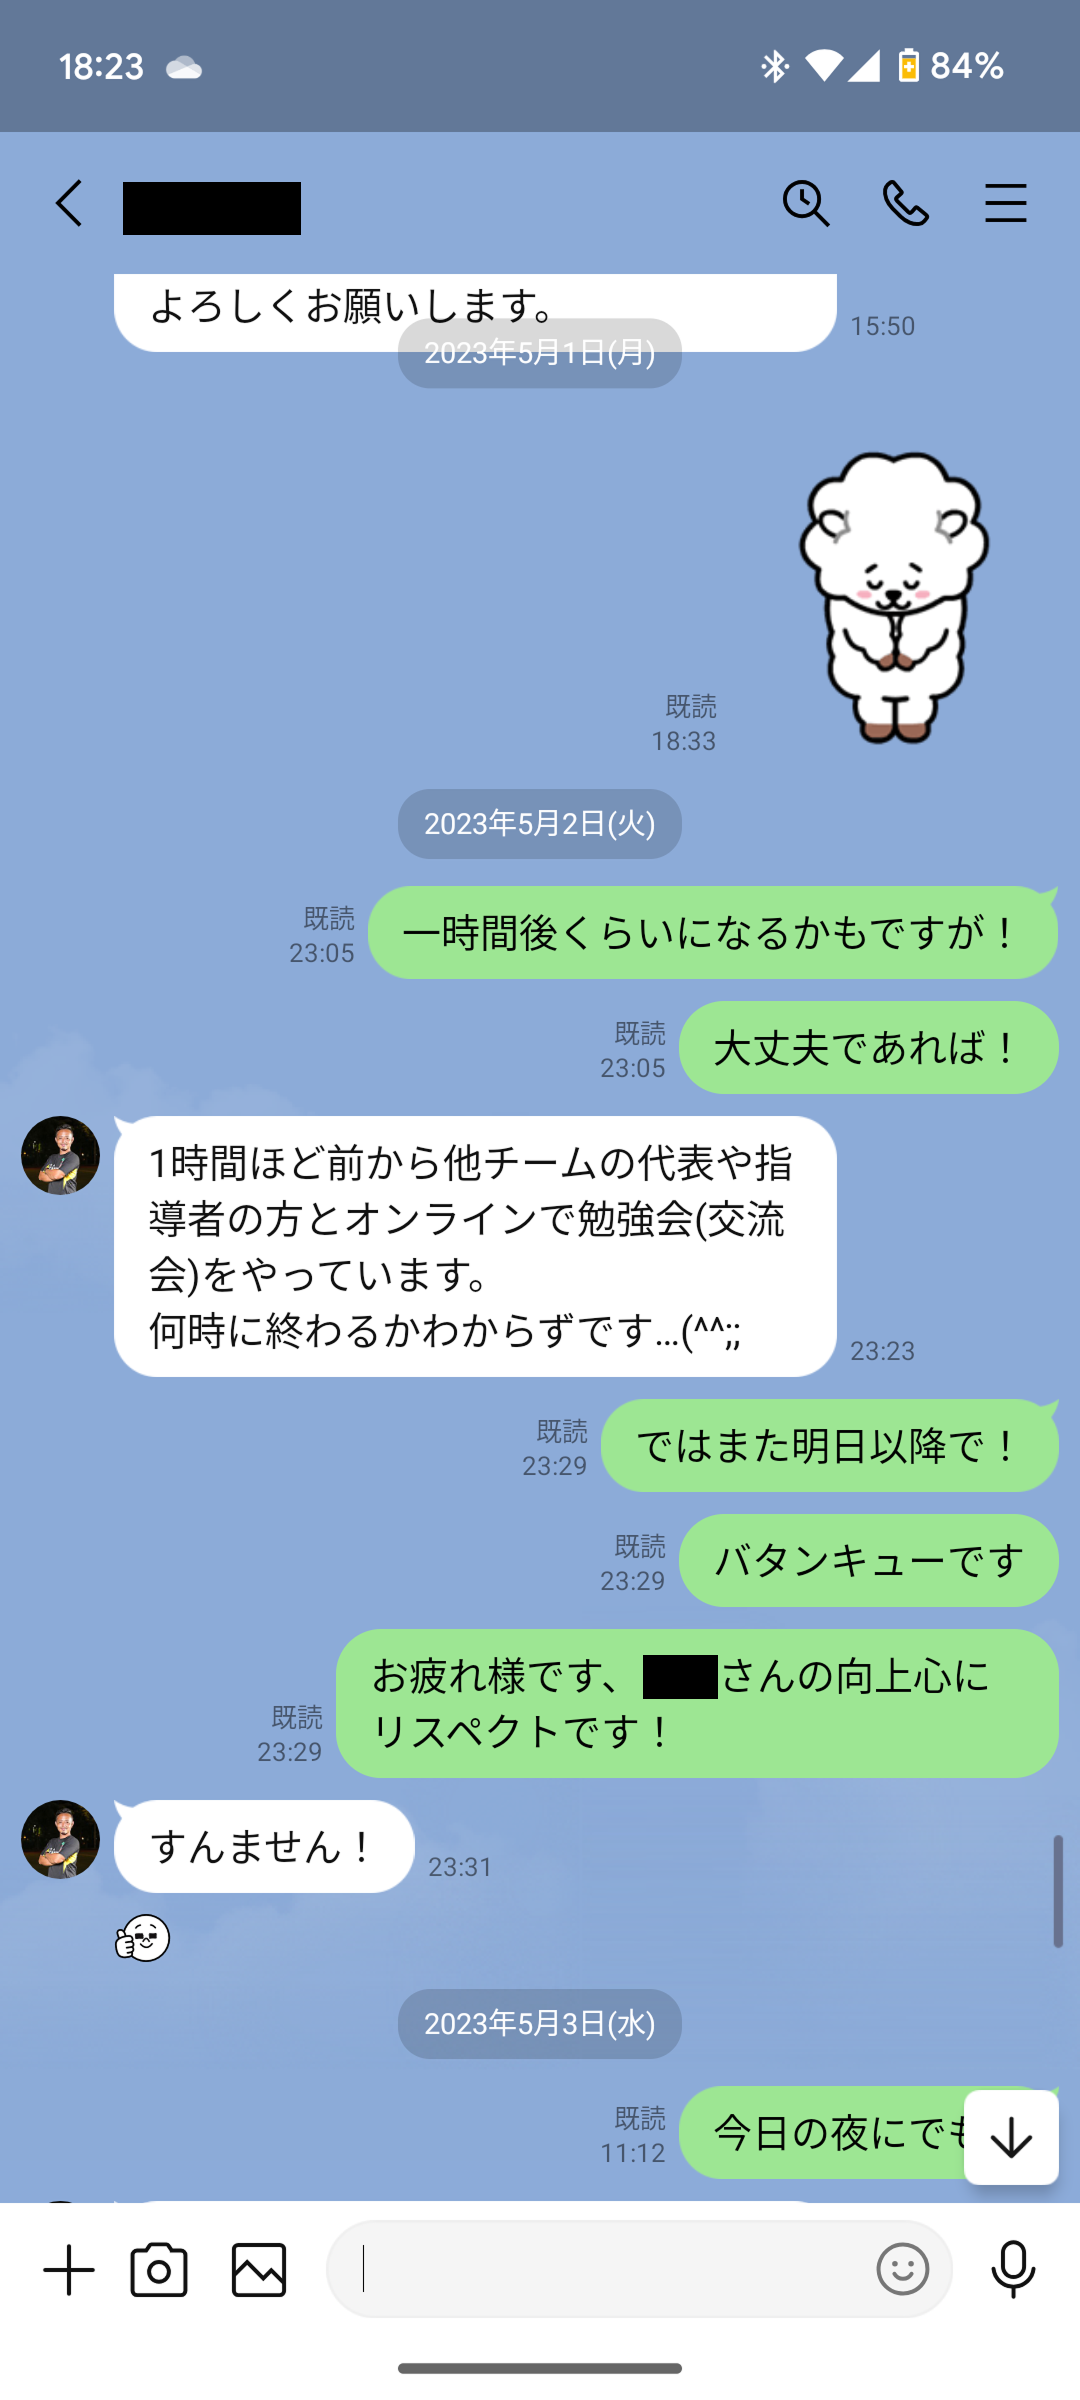 18:23
84%
よろしくお願いします。
15:50
2023年5月1日(月)
既読
18:33
2023年5月2日(火)
既読
23:05
一時間後くらいになるかもですが！
既読
23:05
大丈夫であれば！
1時間ほど前から他チームの代表や指
導者の方とオンラインで勉強会(交流
会)をやっています。
何時に終わるかわからずです...(^^;;
23:23
既読
23:29
ではまた明日以降で！
既読
23:29
バタンキューです
お疲れ様です、さんの向上心に
リスペクトです！
既読
23:29
すんません！
23:31
2023年5月3日(水)
既読
11:12
今日の夜にでも